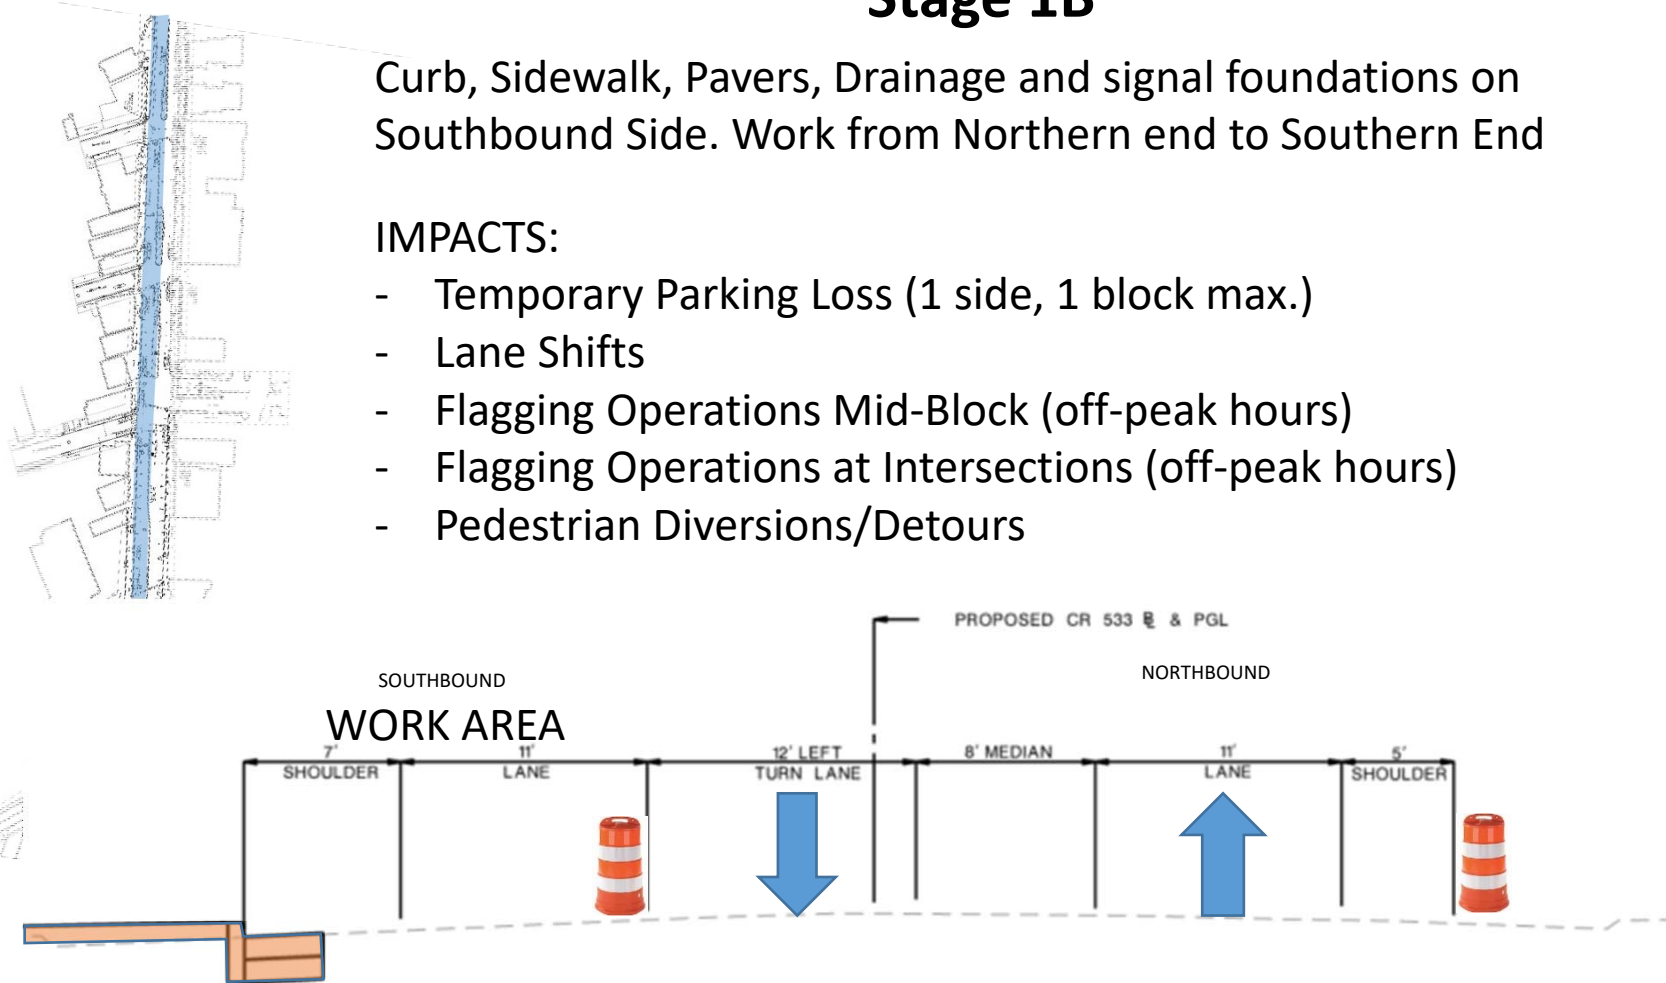 Stage 1B
Curb, Sidewalk, Pavers, Drainage and signal foundations on
Southbound Side. Work from Northern end to Southern End
IMPACTS:
- Temporary Parking Loss (1 side, 1 block max.)
- Lane Shifts
- Flagging Operations Mid-Block (off-peak hours)
- Flagging Operations at Intersections (off-peak hours)
- Pedestrian Diversions/Detours
PROPOSED CR 533 & PGL
SOUTHBOUND
NORTHBOUND
WORK AREA
7' 11' 12' LEFT 8' MEDIAN 11' 5'
SHOULDER LANE TURN LANE LANE SHOULDER